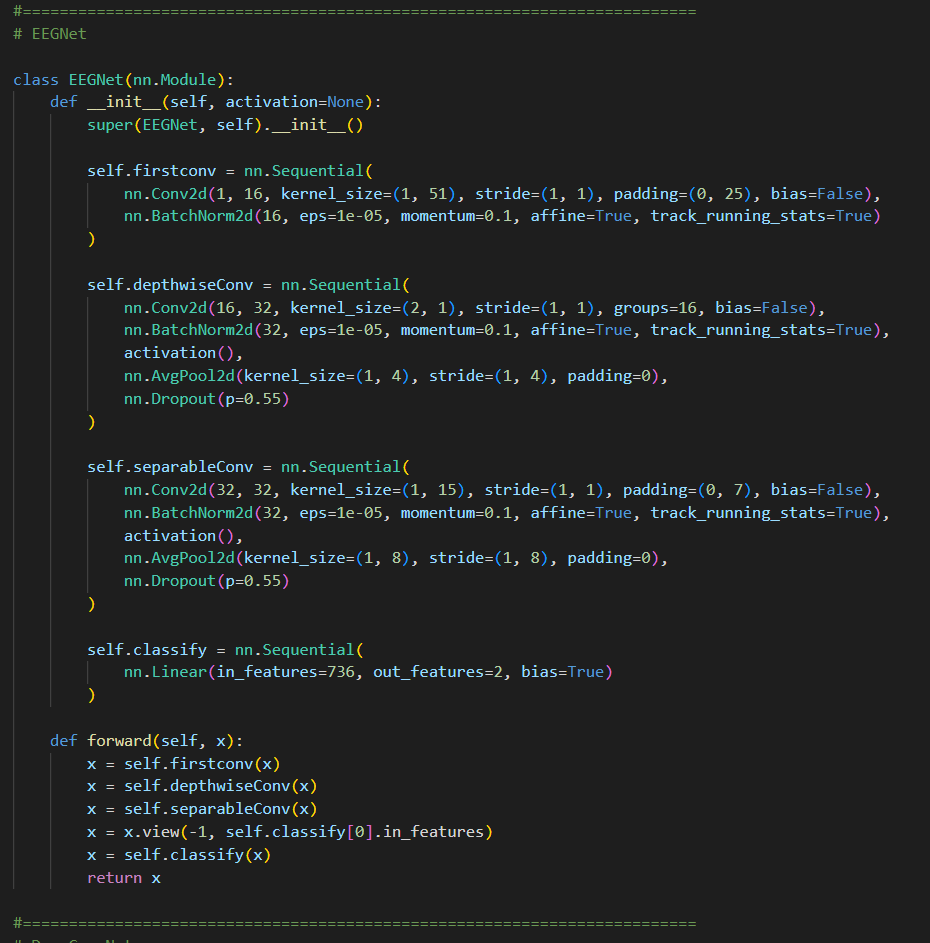 #=========================================================================
# EEGNet
class EEGNet(nn.Module):
    def __init__(self, activation=None):
        super(EEGNet, self).__init__()
        self.firstconv = nn.Sequential(
            nn.Conv2d(1, 16, kernel_size=(1, 51), stride=(1, 1), padding=(0, 25), bias=False),
            nn.BatchNorm2d(16, eps=1e-05, momentum=0.1, affine=True, track_running_stats=True)
        )
        self.depthwiseConv = nn.Sequential(
            nn.Conv2d(16, 32, kernel_size=(2, 1), stride=(1, 1), groups=16, bias=False),
            nn.BatchNorm2d(32, eps=1e-05, momentum=0.1, affine=True, track_running_stats=True),
            activation(),
            nn.AvgPool2d(kernel_size=(1, 4), stride=(1, 4), padding=0),
            nn.Dropout(p=0.55)
        )
        self.separableConv = nn.Sequential(
            nn.Conv2d(32, 32, kernel_size=(1, 15), stride=(1, 1), padding=(0, 7), bias=False),
            nn.BatchNorm2d(32, eps=1e-05, momentum=0.1, affine=True, track_running_stats=True),
            activation(),
            nn.AvgPool2d(kernel_size=(1, 8), stride=(1, 8), padding=0),
            nn.Dropout(p=0.55)
        )
        self.classify = nn.Sequential(
            nn.Linear(in_features=736, out_features=2, bias=True)
        )
    def forward(self, x):
        x = self.firstconv(x)
        x = self.depthwiseConv(x)
        x = self.separableConv(x)
        x = x.view(-1, self.classify[0].in_features)
        x = self.classify(x)
        return x
#=========================================================================